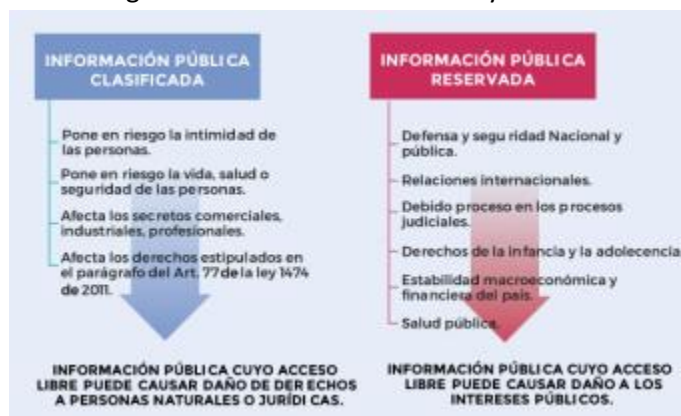 INFORMACIÓN PÚBLICA
CLASIFICADA
Pone en riesgo la intimidad de
las personas.
Pone en riesgo la vida, salud o
seguridad de las personas.
Afecta los secretos comerciales,
industriales, profesionales.
Afecta los derechos estipulados en
el parágrafo del Art. 77 de la ley 1474
de 2011.
INFORMACIÓN PÚBLICA CUYO ACCESO
LIBRE PUEDE CAUSAR DAÑO DE DERECHOS
A PERSONAS NATURALES O JURÍDICAS.
INFORMACIÓN PÚBLICA
RESERVADA
Defensa y seguridad Nacional y
pública.
Relaciones internacionales.
Debido proceso en los procesos
judiciales.
Derechos de la infancia y la adolecencia
Estabilidad macroeconómica y
financiera del país.
Salud pública.
INFORMACIÓN PÚBLICA CUYO ACCESO
LIBRE PUEDE CAUSAR DAÑO A LOS
INTERESES PÚBLICOS.